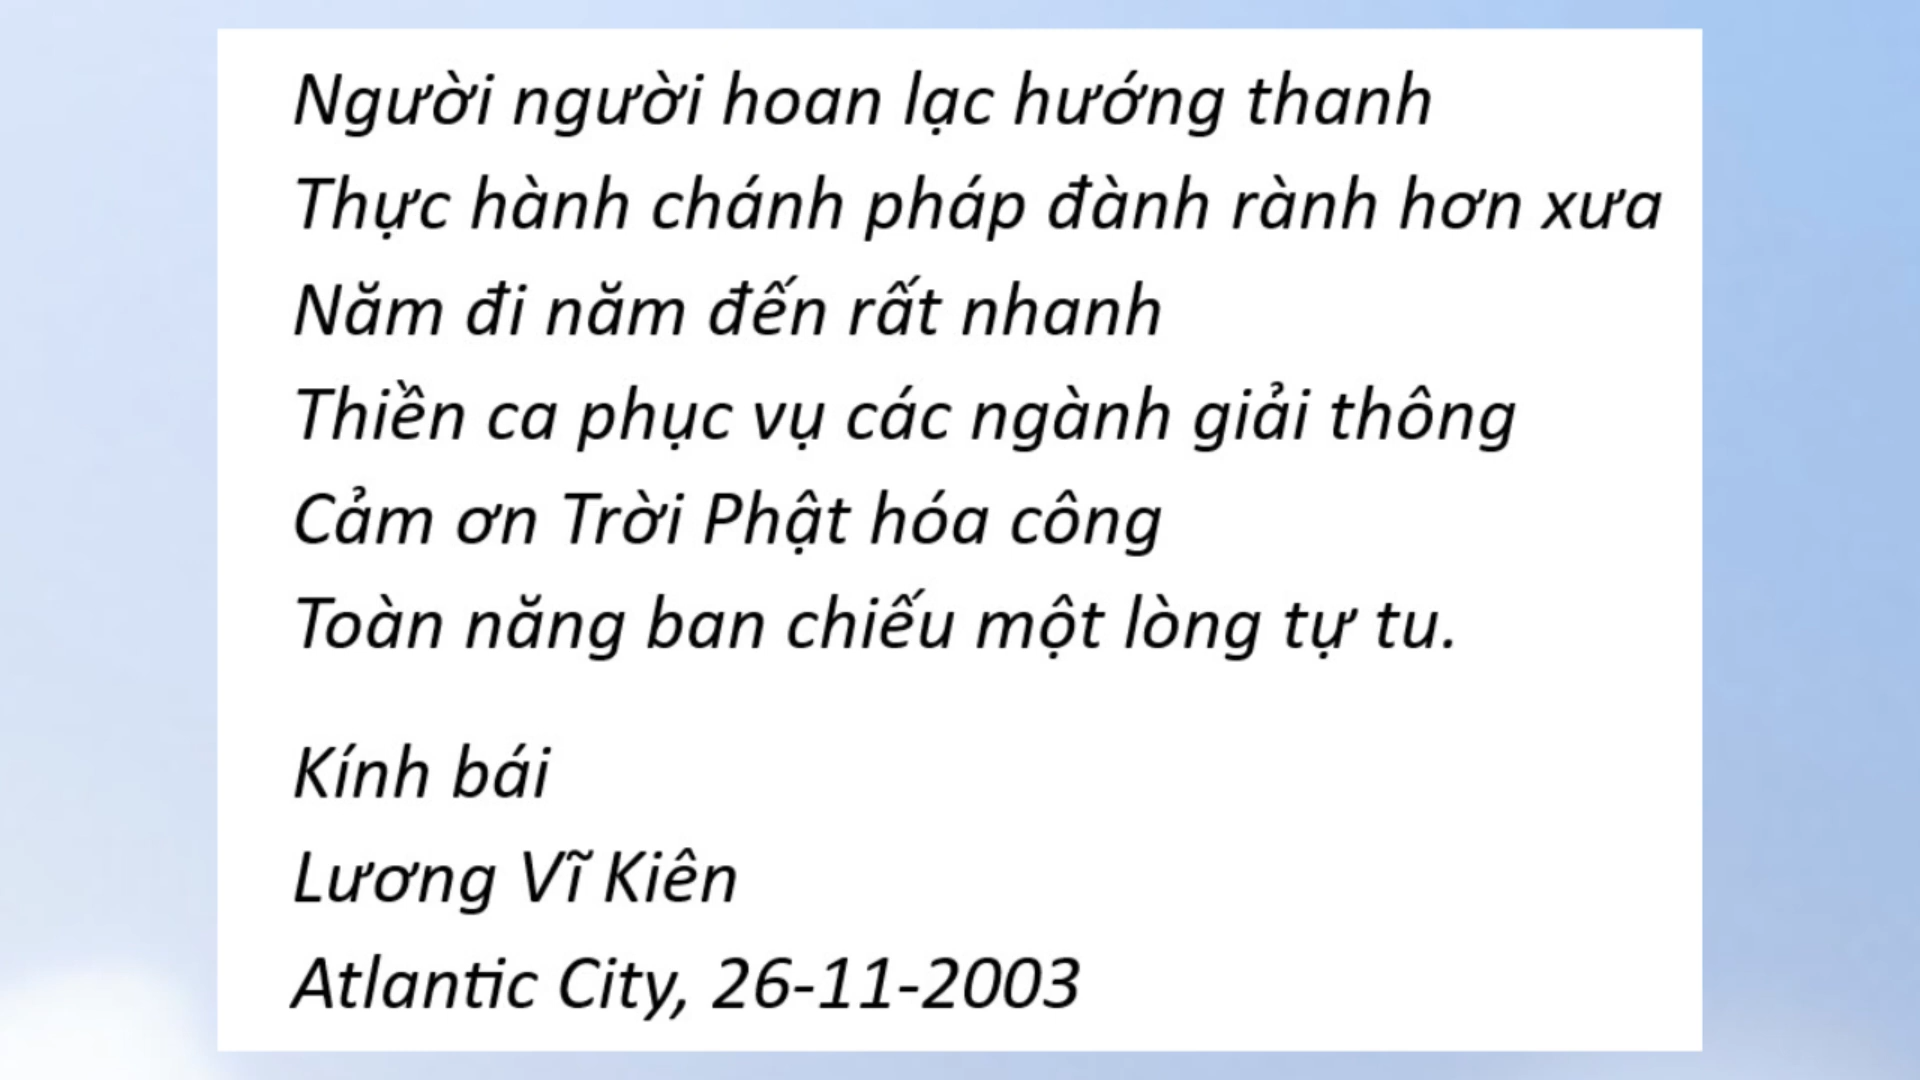 Người người hoan lạc hướng thanh
Thực hành chánh pháp đành rành hơn xưa
Năm đi năm đến rất nhanh
Thiền ca phục vụ các ngành giải thông
Cảm ơn Trời Phật hóa công
Toàn năng ban chiếu một lòng tự tu.
Kính bái
Lương Vĩ Kiên
Atlantic City, 26-11-2003